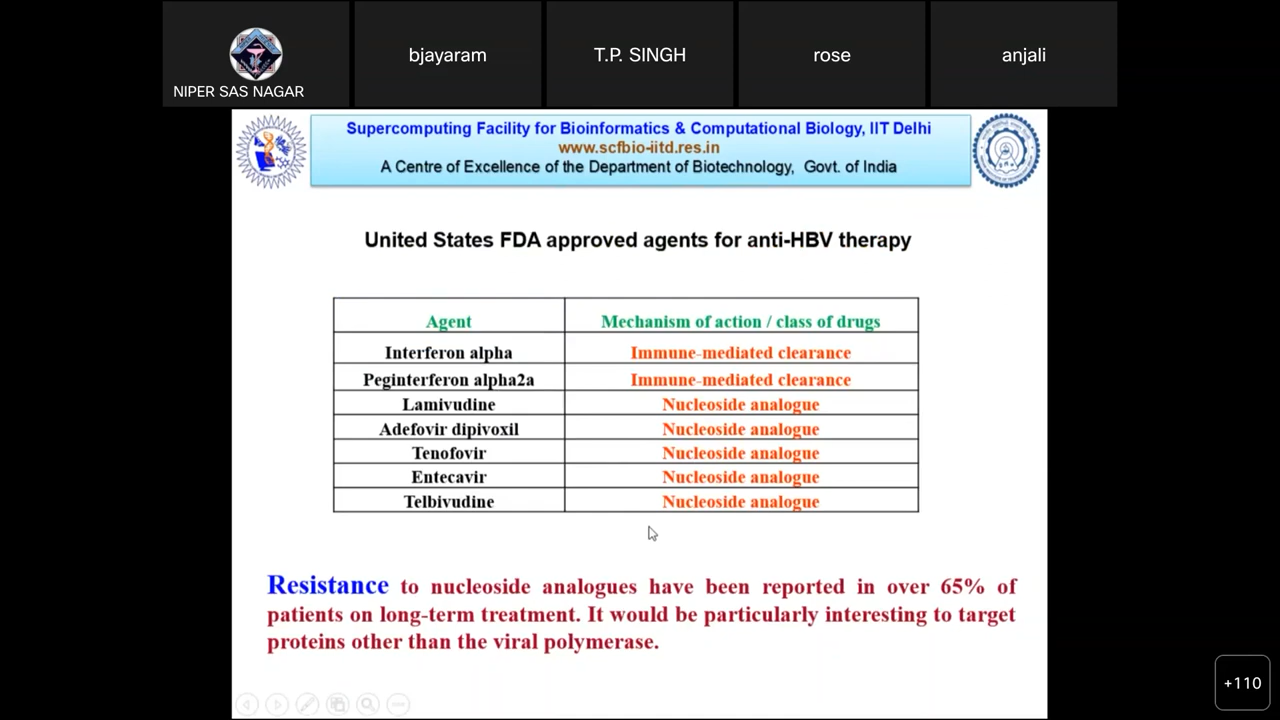 bjayaram
T.P. SINGH
rose
anjali
NIPER SAS NAGAR
Supercomputing Facility for Bioinformatics & Computational Biology, IIT Delhi
www.scfbio-iitd.res.in
A Centre of Excellence of the Department of Biotechnology, Govt. of India
United States FDA approved agents for anti-HBV therapy
Agent Mechanism of action / class of drugs
Interferon alpha Immune-mediated clearance
Peginterferon alpha2a Immune-mediated clearance
Lamivudine Nucleoside analogue
Adefovir dipivoxil Nucleoside analogue
Tenofovir Nucleoside analogue
Entecavir Nucleoside analogue
Telbivudine Nucleoside analogue
Resistance to nucleoside analogues have been reported in over 65% of
patients on long-term treatment. It would be particularly interesting to target
proteins other than the viral polymerase.
+110